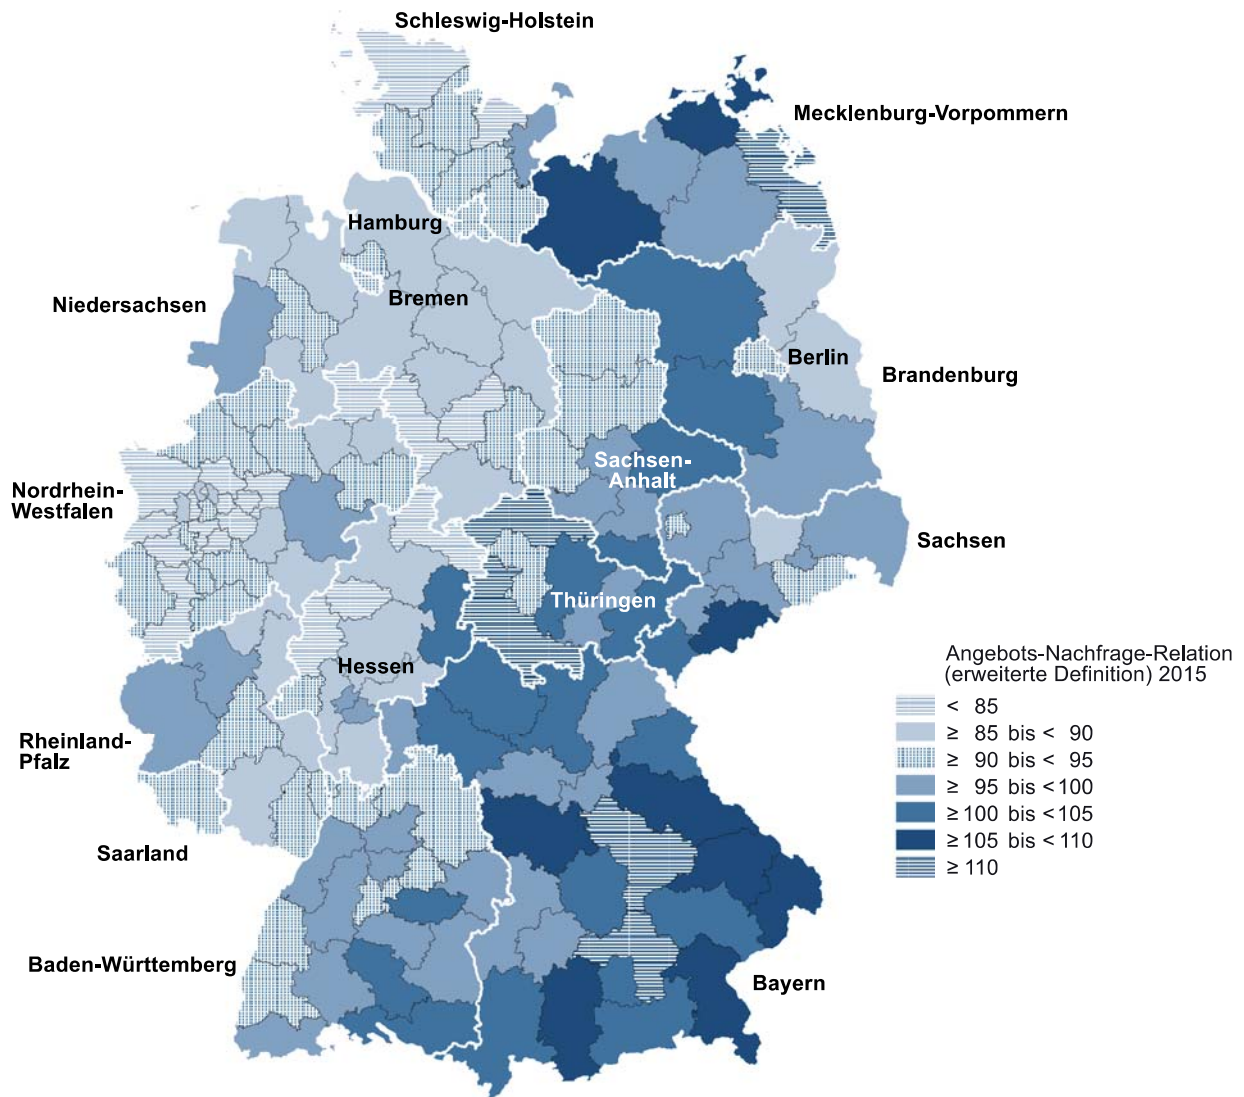 Schleswig-Holstein
Mecklenburg-Vorpommern
Hamburg
Niedersachsen
Bremen
Berlin
Brandenburg
Sachsen-
Anhalt
Nordrhein-
Westfalen
Sachsen
Thüringen
Hessen
Angebots-Nachfrage-Relation
(erweiterte Definition) 2015
< 85
≥ 85 bis < 90
≥ 90 bis < 95
≥ 95 bis < 100
≥ 100 bis < 105
≥ 105 bis < 110
≥ 110
Rheinland-
Pfalz
Saarland
Baden-Württemberg
Bayern